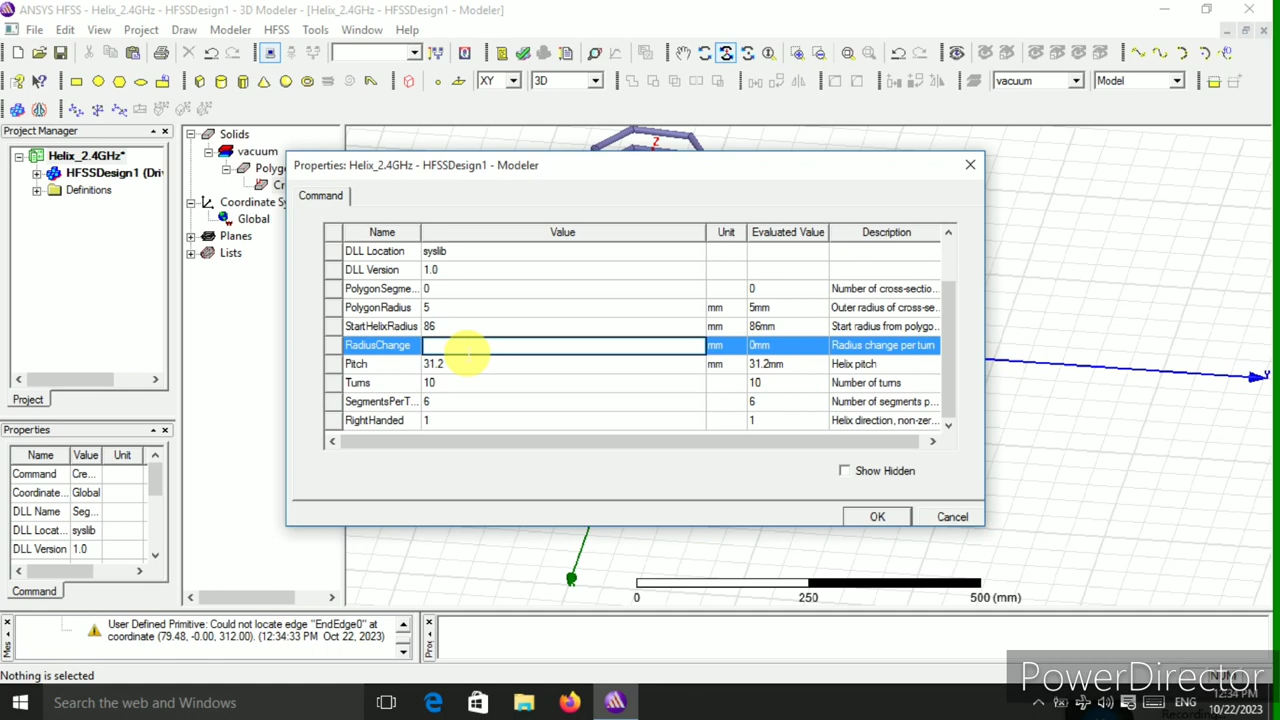 ANSYS HFSS - Helix_2.4GHz - HFSSDesign1 - 3D Modeler - [Helix_2.4GHz - HFSSDesign1 - Modeler]
File Edit View Project Draw Modeler HFSS Tools Window Help
XY 3D vacuum Model
Project Manager
Helix_2.4GHz*
HFSSDesign1 (Driv
Definitions
Project
Solids
vacuum
Polyg
Cr
Coordinate Sy
Global
Planes
Lists
Z
Properties: Helix_2.4GHz - HFSSDesign1 - Modeler
Command
Name Value Unit Evaluated Value Description
DLL Location syslib
DLL Version 1.0
PolygonSegme... 0 0 Number of cross-sectio...
PolygonRadius 5 mm 5mm Outer radius of cross-se...
StartHelixRadius 86 mm 86mm Start radius from polygo...
RadiusChange mm 0mm Radius change per turn
Pitch 31.2 mm 31.2mm Helix pitch
Turns 10 10 Number of turns
SegmentsPerT... 6 6 Number of segments p...
RightHanded 1 1 Helix direction, non-zer...
Show Hidden
OK Cancel
Y
Properties
Name Value Unit
Command Cre...
Coordinate... Global
DLL Name Seg...
DLL Locat... syslib
DLL Version 1.0
Command
0 250 500 (mm)
User Defined Primitive: Could not locate edge "EndEdge0" at
coordinate (79.48, -0.00, 312.00). (12:34:33 PM Oct 22, 2023)
Nothing is selected
NUM
PowerDirector
Search the web and Windows
ENG
12:34 PM
10/22/2023